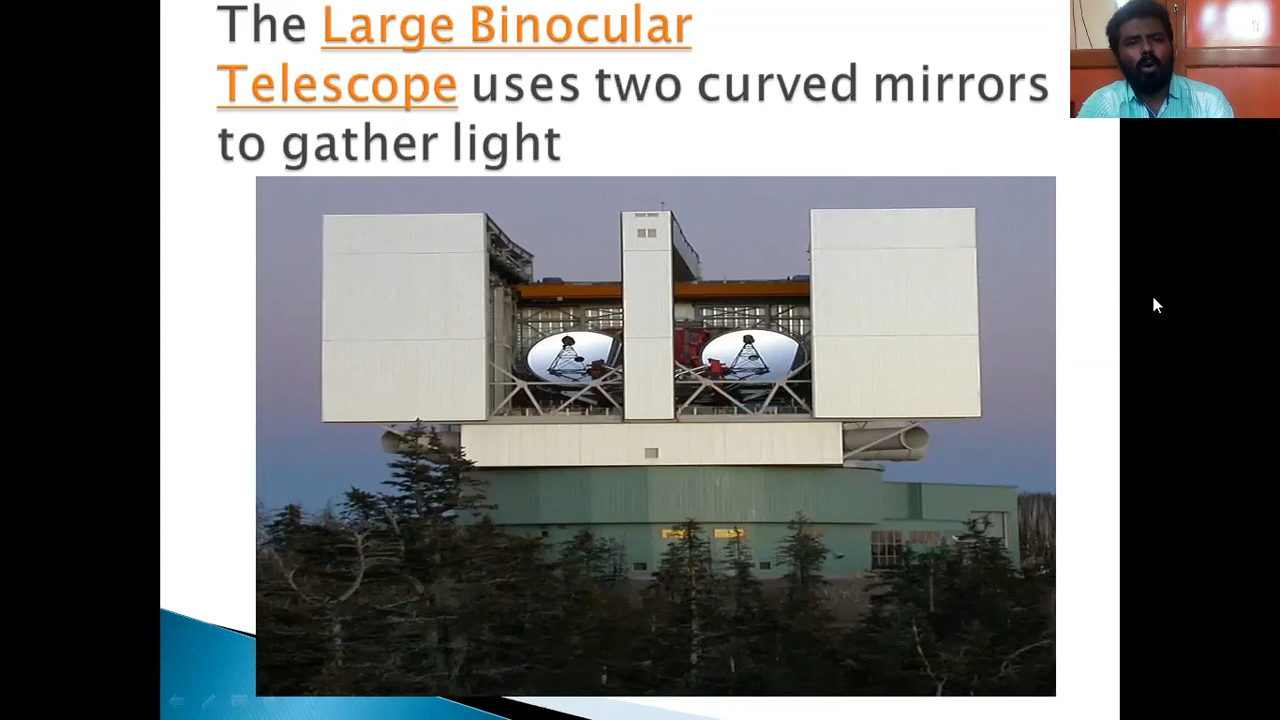 The Large Binocular
Telescope uses two curved mirrors
to gather light